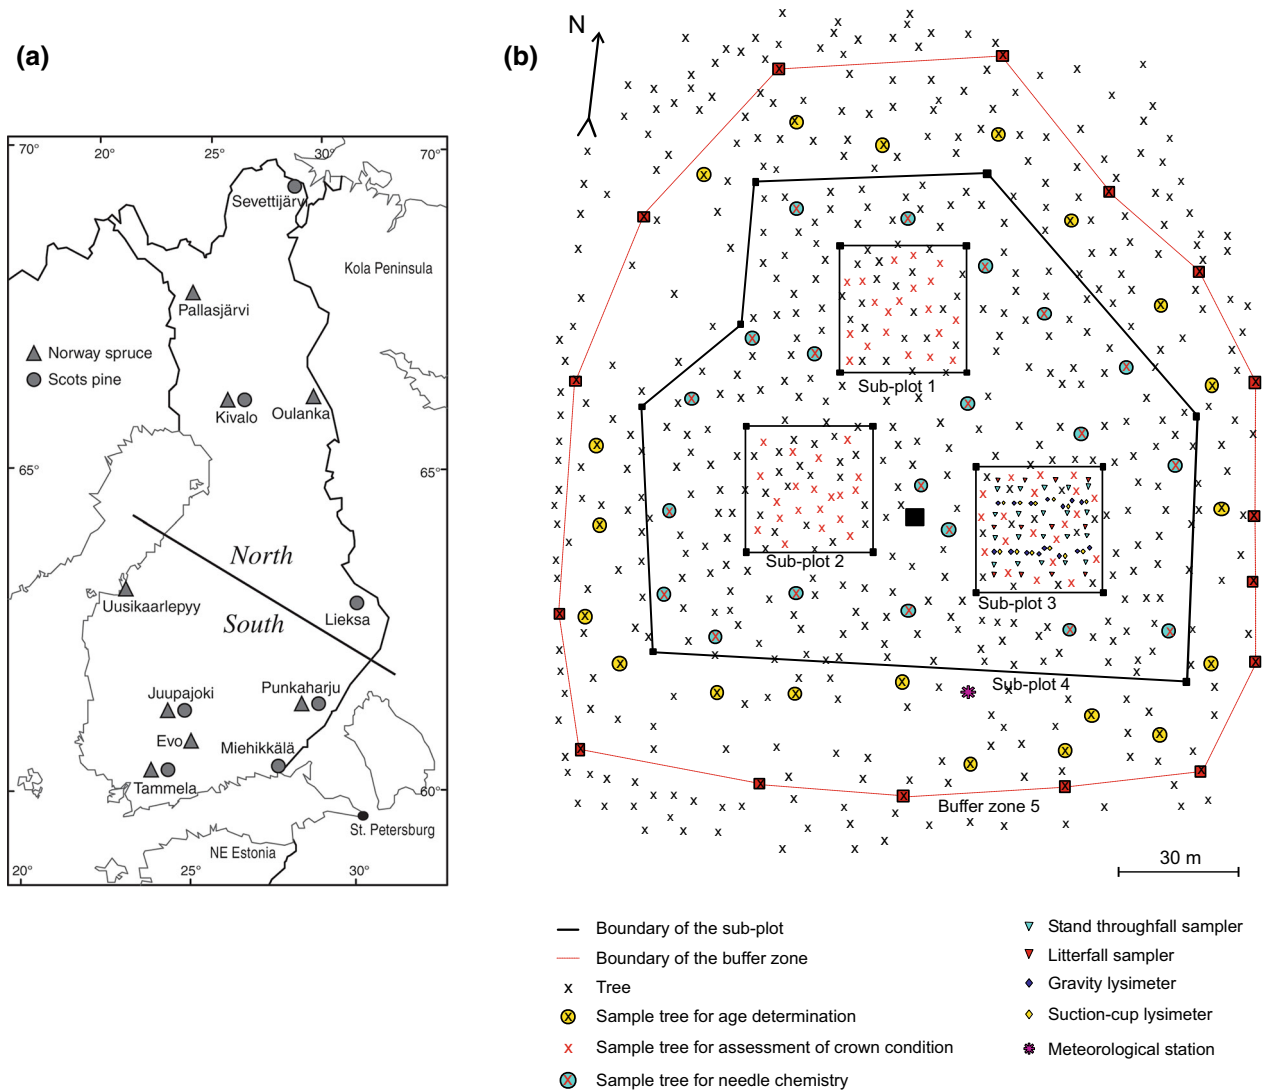 (a)
70°
20°
25°
30°
70°
Sevettijärvi
Kola Peninsula
Pallasjärvi
Norway spruce
Scots pine
Kivalo
Oulanka
65°
65°
North
Uusikaarlepyy
South
Lieksa
Juupajoki
Punkaharju
Evo
Miehikkälä
Tammela
60°
St. Petersburg
NE Estonia
20°
25°
30°
(b)
N
Sub-plot 1
Sub-plot 2
Sub-plot 3
Sub-plot 4
Buffer zone 5
30 m
Boundary of the sub-plot
Boundary of the buffer zone
x Tree
Sample tree for age determination
x Sample tree for assessment of crown condition
Sample tree for needle chemistry
Stand throughfall sampler
Litterfall sampler
Gravity lysimeter
Suction-cup lysimeter
Meteorological station